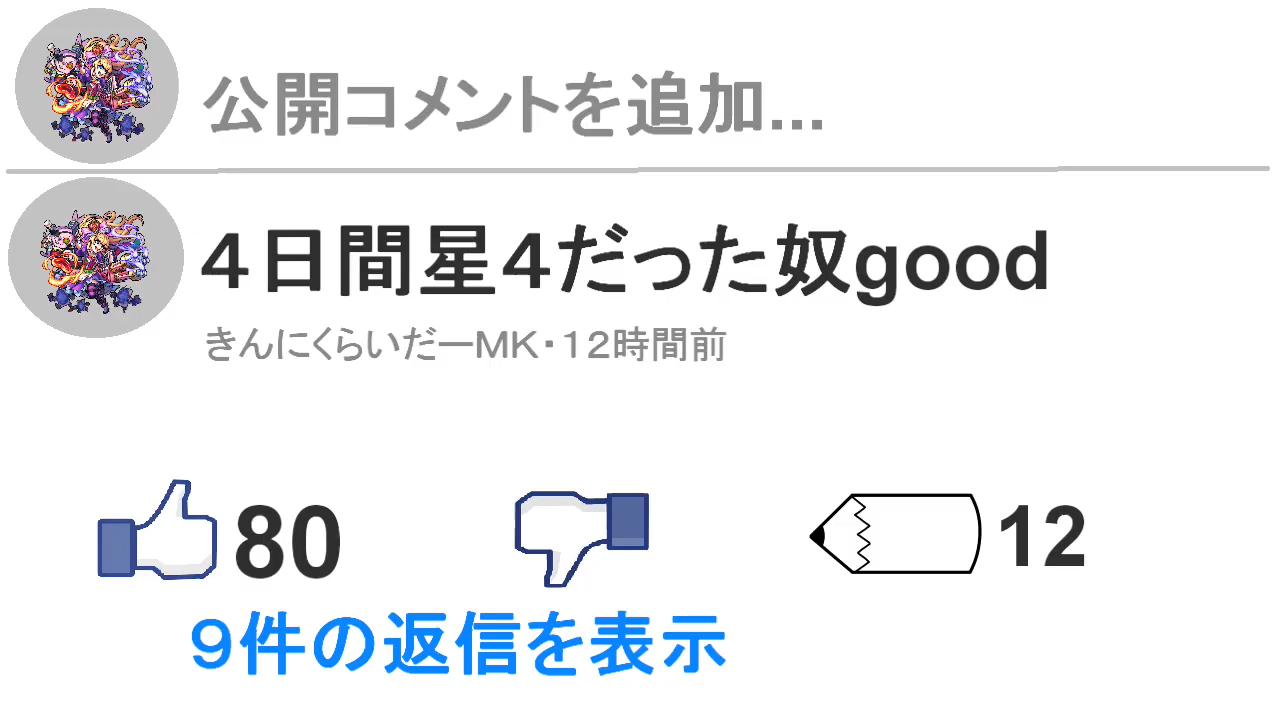 公開コメントを追加...
４日間星４だった奴good
きんにくらいだーＭＫ・１２時間前
80
12
９件の返信を表示